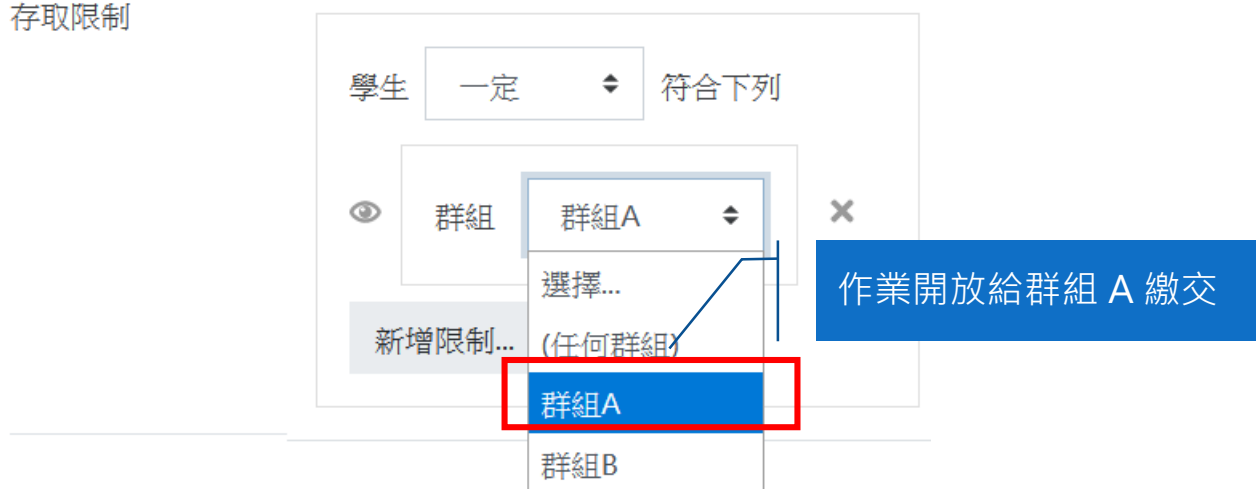 存取限制
學生 一定 符合下列
群組 群組A
選擇...
作業開放給群組 A 繳交
新增限制... (任何群組)
群組A
群組B